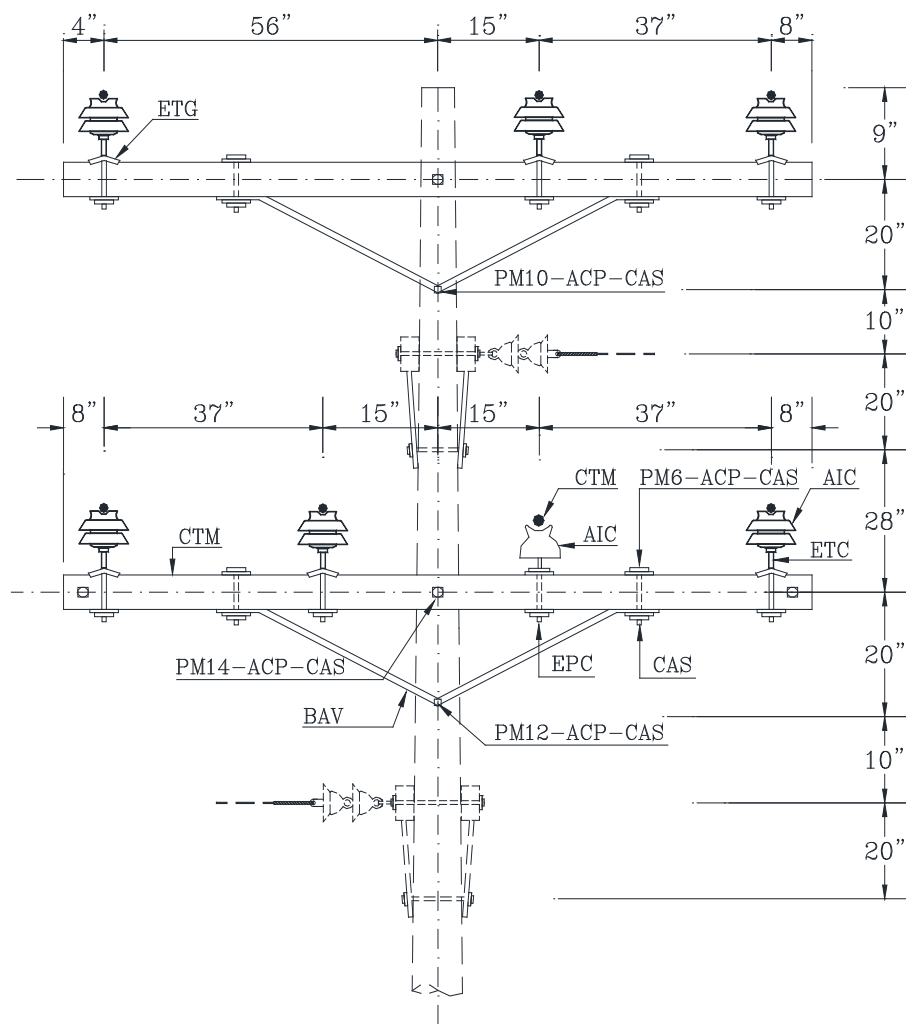 4” 56” 15” 37” 8”
ETG
9”
20”
PM10-ACP-CAS
10”
20”
8” 37” 15” 15” 37” 8”
CTM PM6-ACP-CAS AIC
28”
CTM AIC
ETC
PM14-ACP-CAS EPC CAS
20”
BAV
PM12-ACP-CAS
10”
20”